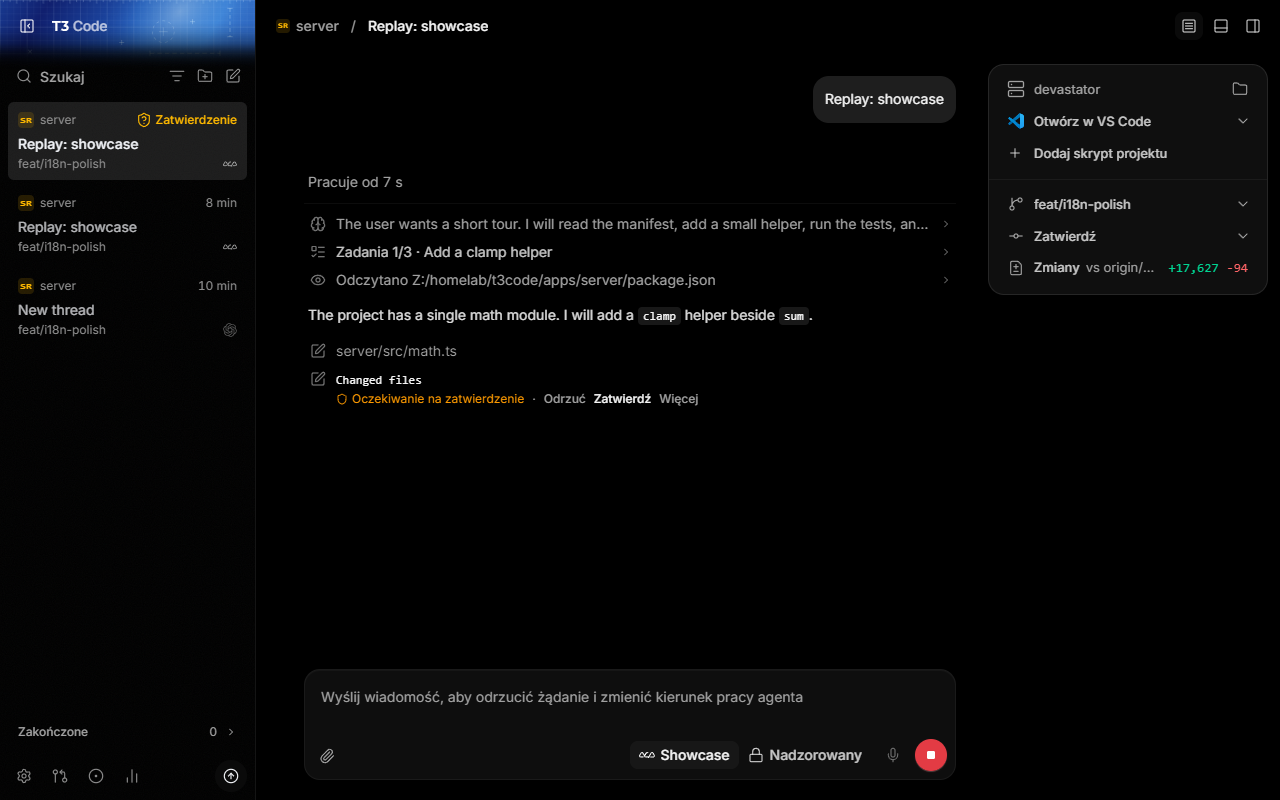 T3 Code
Szukaj
SR server Zatwierdzenie
Replay: showcase
feat/i18n-polish
SR server 8 min
Replay: showcase
feat/i18n-polish
SR server 10 min
New thread
feat/i18n-polish
Zakończone 0
SR server / Replay: showcase
Replay: showcase
Pracuje od 7 s
The user wants a short tour. I will read the manifest, add a small helper, run the tests, an...
Zadania 1/3 · Add a clamp helper
Odczytano Z:/homelab/t3code/apps/server/package.json
The project has a single math module. I will add a clamp helper beside sum.
server/src/math.ts
Changed files
Oczekiwanie na zatwierdzenie · Odrzuć Zatwierdź Więcej
Wyślij wiadomość, aby odrzucić żądanie i zmienić kierunek pracy agenta
Showcase Nadzorowany
devastator
Otwórz w VS Code
Dodaj skrypt projektu
feat/i18n-polish
Zatwierdź
Zmiany vs origin/... +17,627 -94